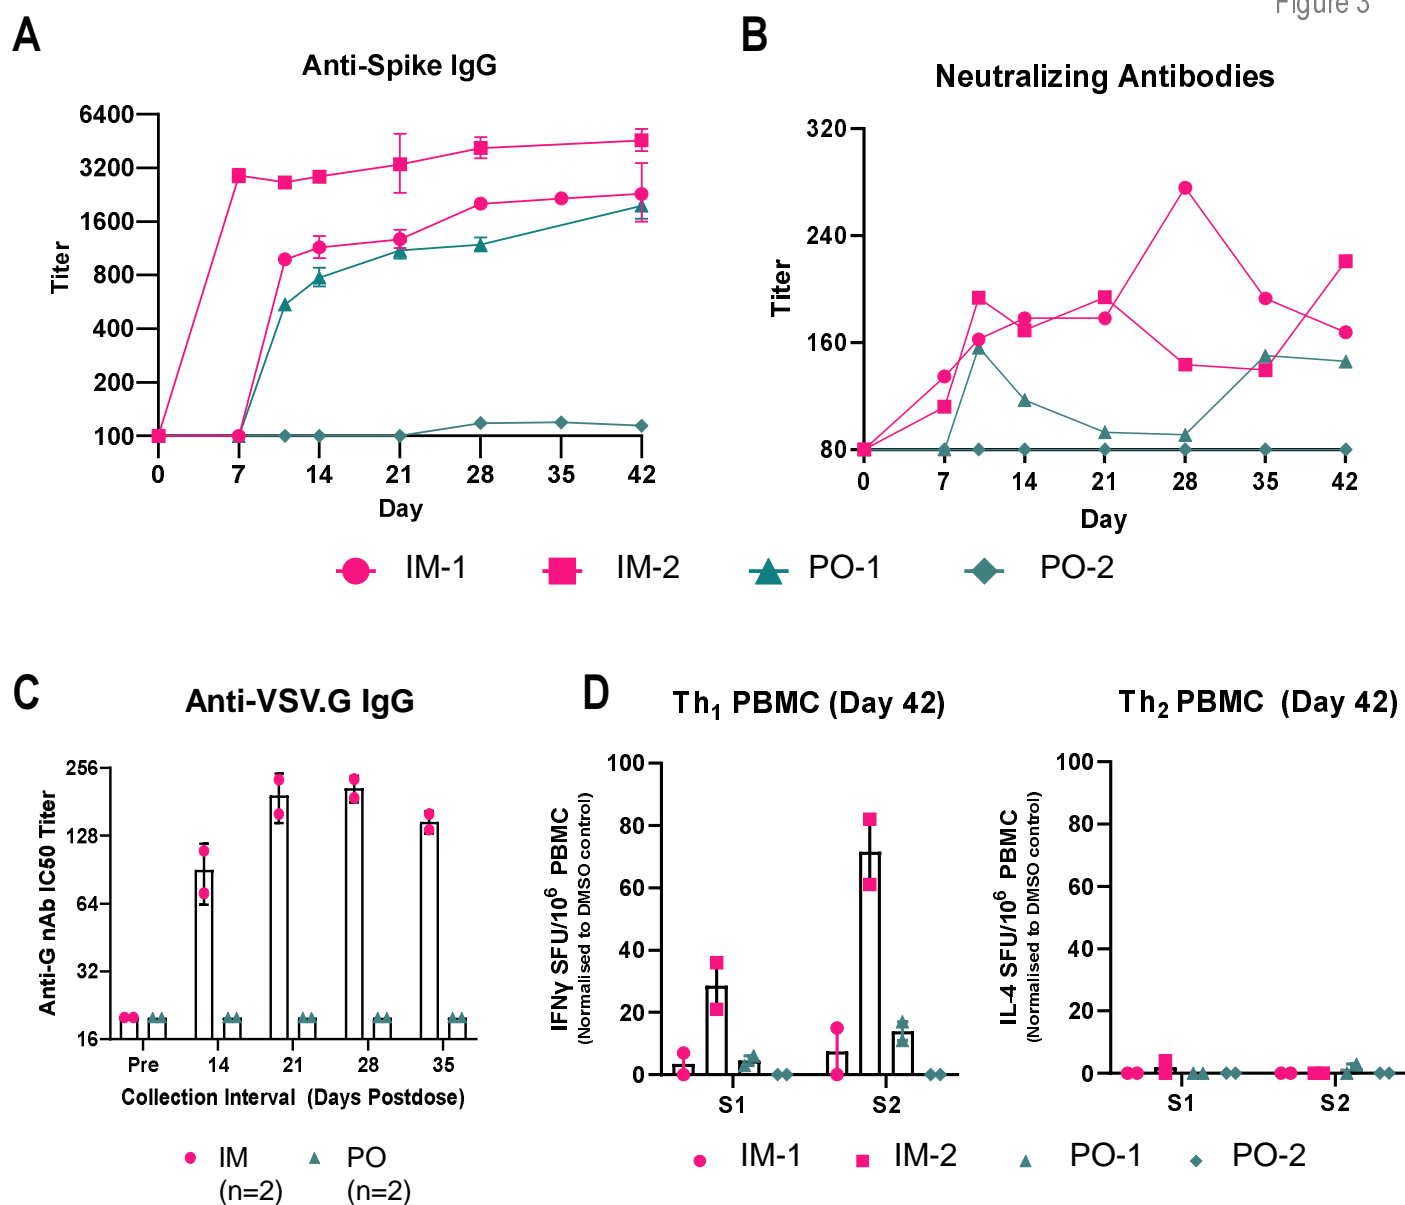 Figure 3
A
Anti-Spike IgG
6400
3200
1600
800
400
200
100
Titer
0 7 14 21 28 35 42
Day
B
Neutralizing Antibodies
320
240
160
80
Titer
0 7 14 21 28 35 42
Day
IM-1 IM-2 PO-1 PO-2
C
Anti-VSV.G IgG
256
128
64
32
16
Anti-G nAb IC50 Titer
Pre 14 21 28 35
Collection Interval (Days Postdose)
IM
(n=2)
PO
(n=2)
D
Th1 PBMC (Day 42)
100
80
60
40
20
0
IFNγ SFU/10⁶ PBMC
(Normalised to DMSO control)
S1 S2
Th2 PBMC (Day 42)
100
80
60
40
20
0
IL-4 SFU/10⁶ PBMC
(Normalised to DMSO control)
S1 S2
IM-1 IM-2 PO-1 PO-2